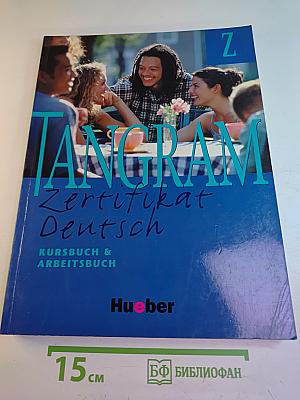 Z
TANGRAM
Zertifikat
Deutsch
KURSBUCH &
ARBEITSBUCH
Hueber
15 см БФ БИБЛИОФАН